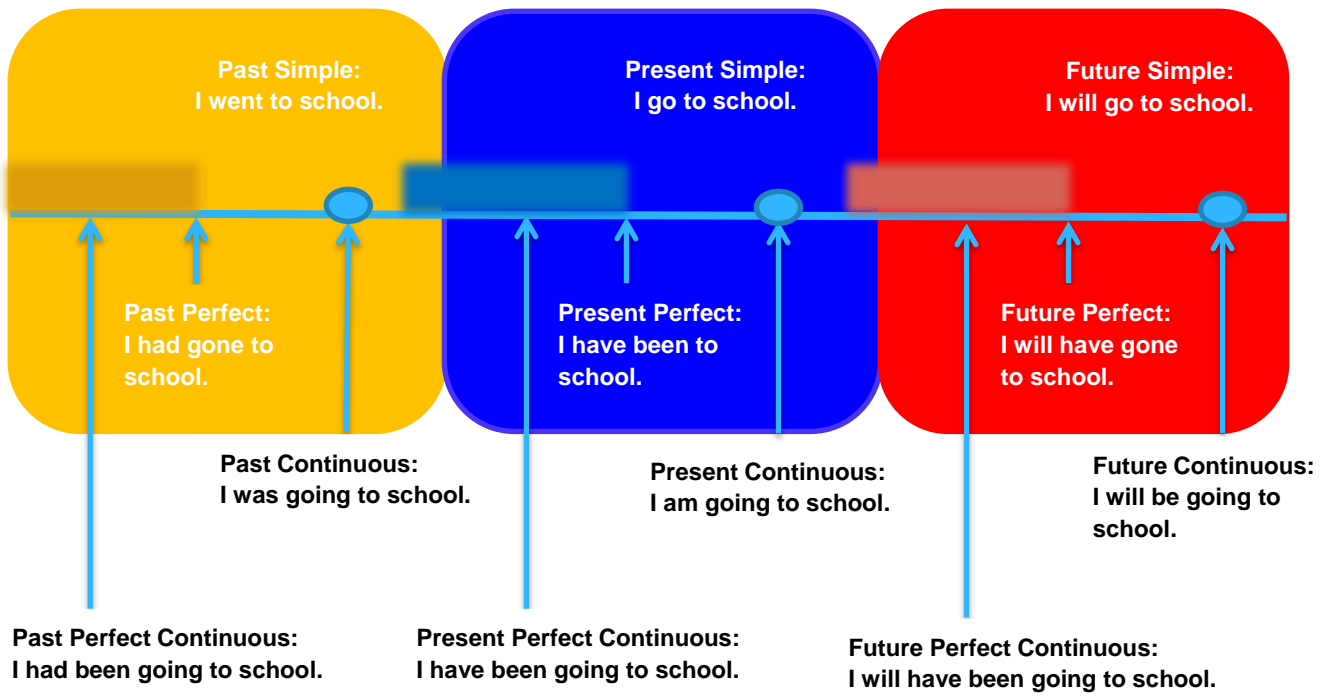 Past Simple:
I went to school.
Present Simple:
I go to school.
Future Simple:
I will go to school.
Past Perfect:
I had gone to
school.
Present Perfect:
I have been to
school.
Future Perfect:
I will have gone
to school.
Past Continuous:
I was going to school.
Present Continuous:
I am going to school.
Future Continuous:
I will be going to
school.
Past Perfect Continuous:
I had been going to school.
Present Perfect Continuous:
I have been going to school.
Future Perfect Continuous:
I will have been going to school.